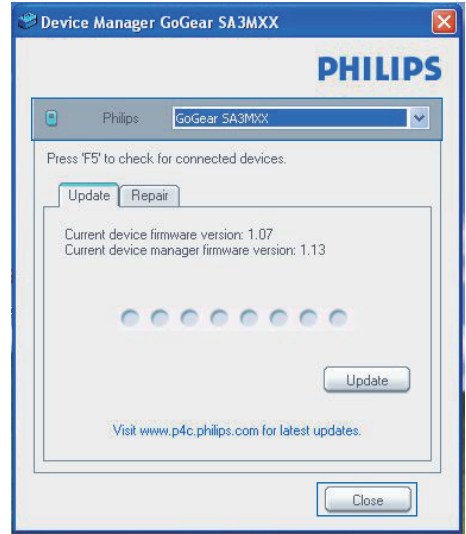 Device Manager GoGear SA3MXX
PHILIPS
Philips GoGear SA3MXX
Press 'F5' to check for connected devices.
Update Repair
Current device firmware version: 1.07
Current device manager firmware version: 1.13
Update
Visit www.p4c.philips.com for latest updates.
Close